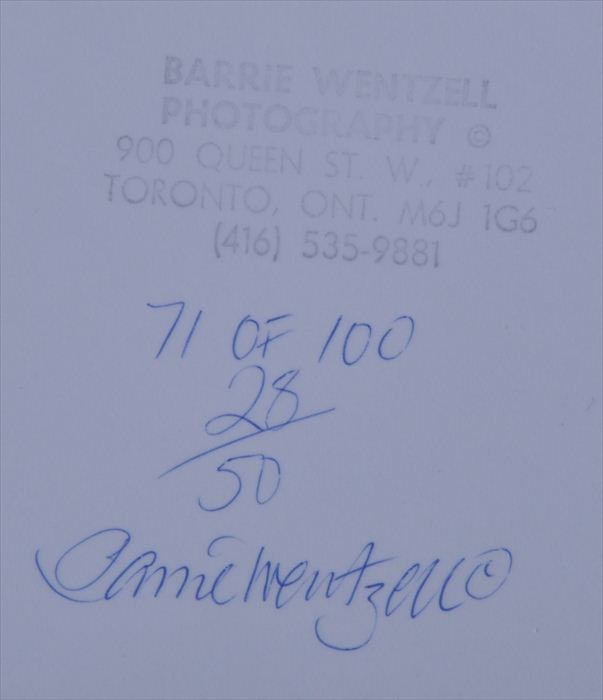 BARRIE WENTZELL
PHOTOGRAPHY ©
900 QUEEN ST. W., #102
TORONTO, ONT. M6J 1G6
(416) 535-9881
71 OF 100
28
50
Barrie Wentzell ©